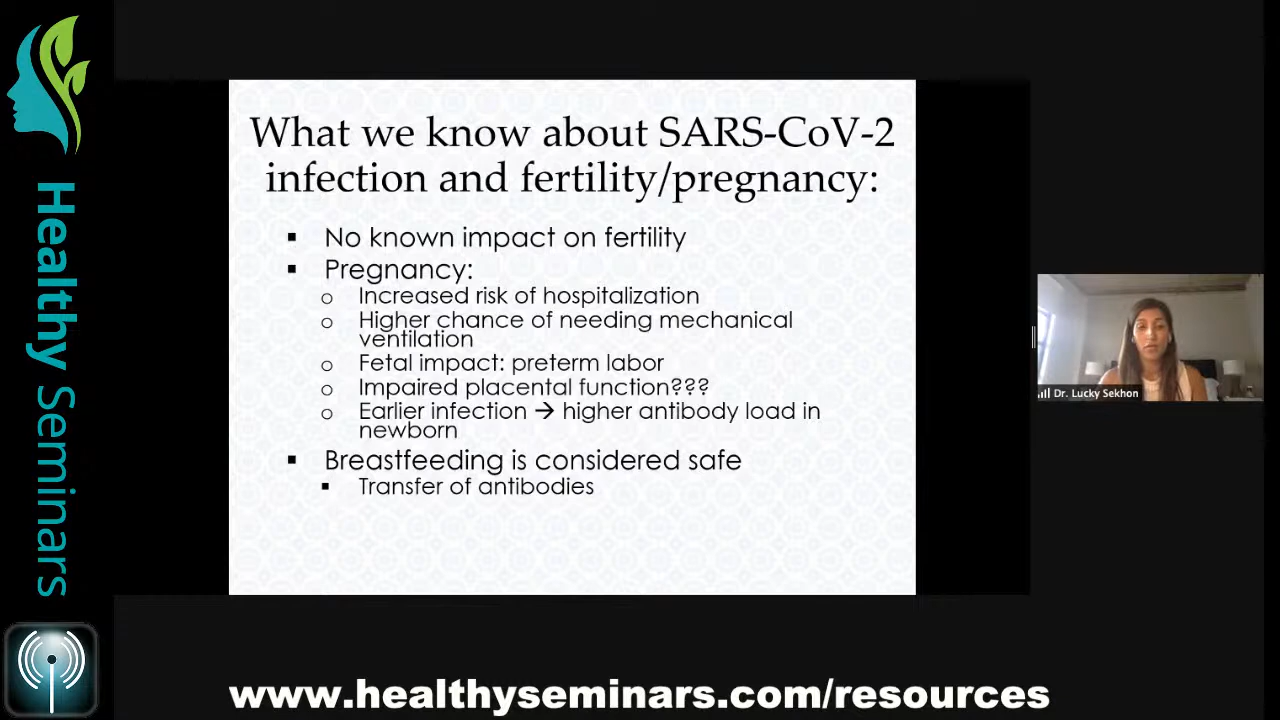 Healthy Seminars
What we know about SARS-CoV-2
infection and fertility/pregnancy:
▪ No known impact on fertility
▪ Pregnancy:
o Increased risk of hospitalization
o Higher chance of needing mechanical
ventilation
o Fetal impact: preterm labor
o Impaired placental function???
o Earlier infection → higher antibody load in
newborn
▪ Breastfeeding is considered safe
▪ Transfer of antibodies
Dr. Lucky Sekhon
www.healthyseminars.com/resources